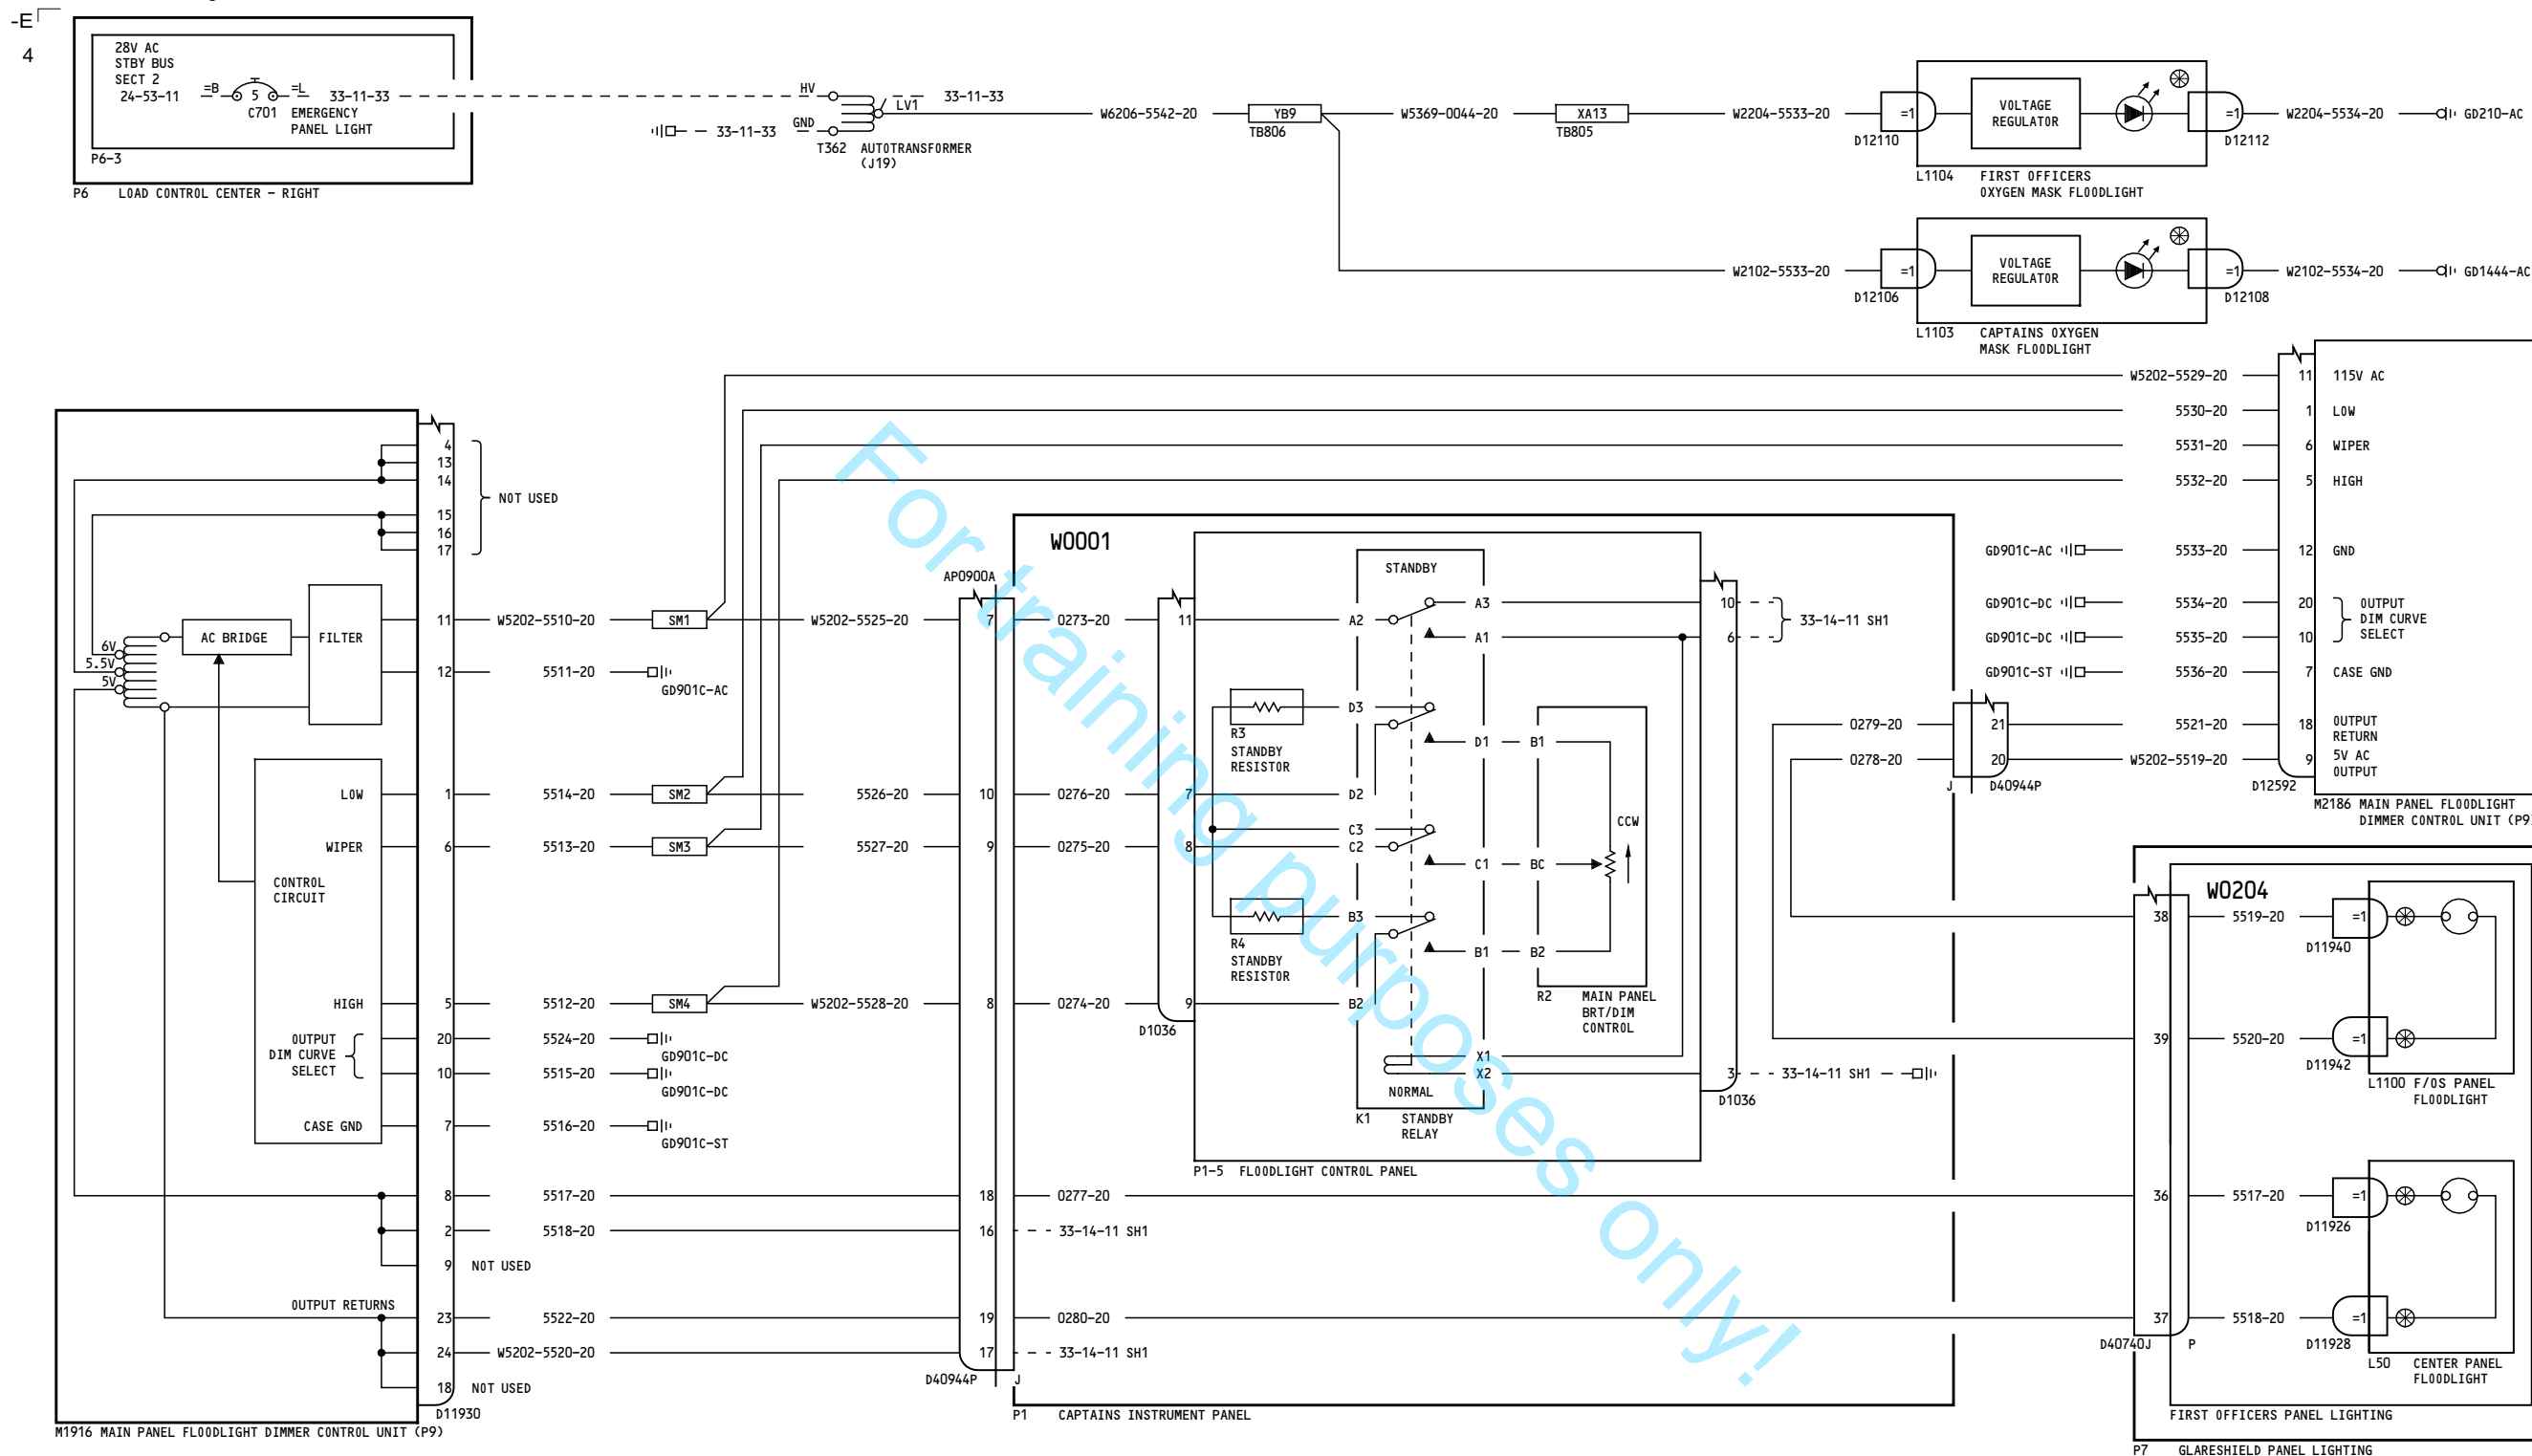 -E
4
28V AC
STBY BUS
SECT 2
24-53-11
=B
5
=L
33-11-33
C701 EMERGENCY
PANEL LIGHT
P6-3
P6 LOAD CONTROL CENTER - RIGHT
HV
LV1
33-11-33
33-11-33
GND
T362 AUTOTRANSFORMER
(J19)
W6206-5542-20
YB9
TB806
W5369-0044-20
XA13
TB805
W2204-5533-20
=1
D12110
VOLTAGE
REGULATOR
=1
D12112
W2204-5534-20
GD210-AC
L1104 FIRST OFFICERS
OXYGEN MASK FLOODLIGHT
W2102-5533-20
=1
D12106
VOLTAGE
REGULATOR
=1
D12108
W2102-5534-20
GD1444-AC
L1103 CAPTAINS OXYGEN
MASK FLOODLIGHT
4
13
14
15
16
17
NOT USED
AC BRIDGE
FILTER
6V
5.5V
5V
11
W5202-5510-20
SM1
W5202-5525-20
7
12
5511-20
GD901C-AC
CONTROL
CIRCUIT
LOW
1
5514-20
SM2
5526-20
10
WIPER
6
5513-20
SM3
5527-20
9
HIGH
5
5512-20
SM4
W5202-5528-20
8
OUTPUT
DIM CURVE
SELECT
20
5524-20
GD901C-DC
10
5515-20
GD901C-DC
CASE GND
7
5516-20
GD901C-ST
8
5517-20
18
2
5518-20
16
9
NOT USED
OUTPUT RETURNS
23
5522-20
19
24
W5202-5520-20
17
18
NOT USED
D11930
M1916 MAIN PANEL FLOODLIGHT DIMMER CONTROL UNIT (P9)
AP0900A
D40944P
J
W0001
0273-20
11
0276-20
7
0275-20
8
0274-20
9
D1036
0277-20
33-14-11 SH1
0280-20
33-14-11 SH1
P1 CAPTAINS INSTRUMENT PANEL
STANDBY
A2
A3
A1
R3
STANDBY
RESISTOR
D3
D1
D2
C3
C2
C1
R4
STANDBY
RESISTOR
B3
B1
B2
X1
X2
NORMAL
K1 STANDBY
RELAY
B1
BC
B2
CCW
R2 MAIN PANEL
BRT/DIM
CONTROL
10
6
33-14-11 SH1
3
33-14-11 SH1
D1036
P1-5 FLOODLIGHT CONTROL PANEL
0279-20
21
0278-20
20
J
D40944P
W5202-5529-20
11
115V AC
5530-20
1
LOW
5531-20
6
WIPER
5532-20
5
HIGH
GD901C-AC
5533-20
12
GND
GD901C-DC
5534-20
20
GD901C-DC
5535-20
10
OUTPUT
DIM CURVE
SELECT
GD901C-ST
5536-20
7
CASE GND
5521-20
18
OUTPUT
RETURN
W5202-5519-20
9
5V AC
OUTPUT
D12592
M2186 MAIN PANEL FLOODLIGHT
DIMMER CONTROL UNIT (P9
W0204
38
5519-20
=1
D11940
39
5520-20
=1
D11942
L1100 F/OS PANEL
FLOODLIGHT
36
5517-20
=1
D11926
37
5518-20
=1
D11928
L50 CENTER PANEL
FLOODLIGHT
D40740J
P
FIRST OFFICERS PANEL LIGHTING
P7 GLARESHIELD PANEL LIGHTING
For training purposes only!